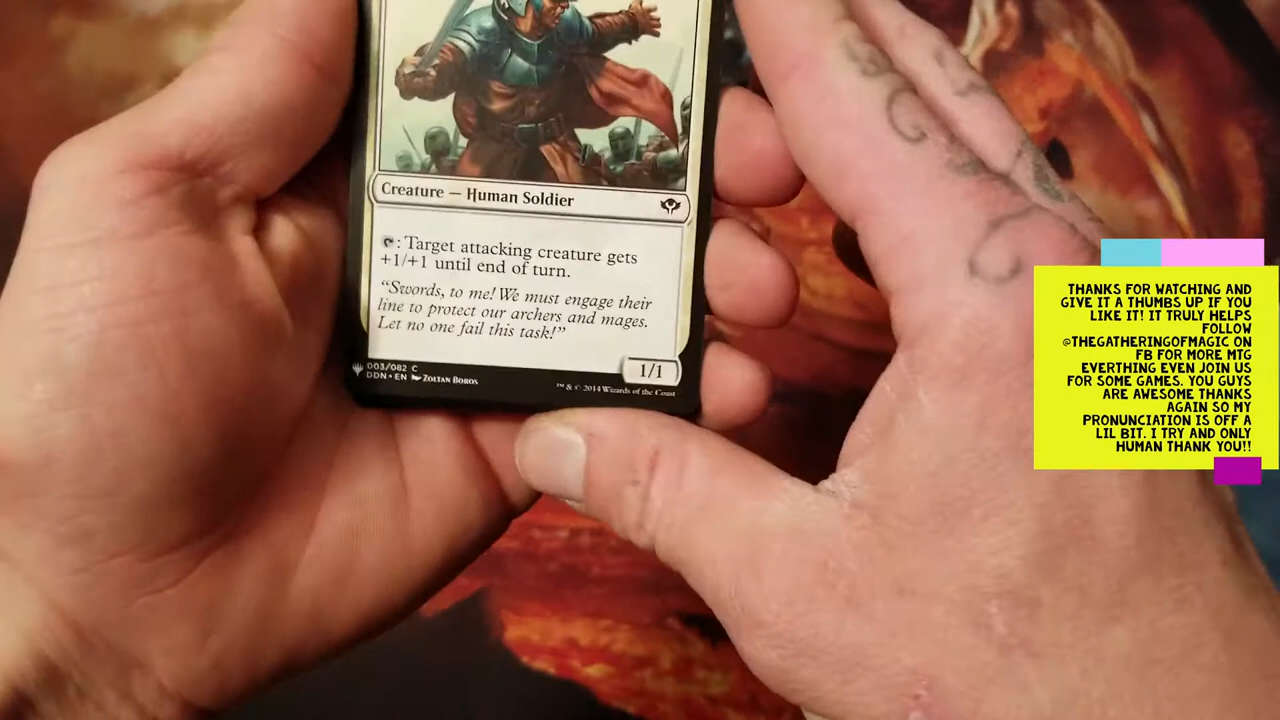 Creature — Human Soldier
: Target attacking creature gets
+1/+1 until end of turn.
“Swords, to me! We must engage their
line to protect our archers and mages.
Let no one fail this task!”
1/1
003/082 C
DDN • EN Zoltan Boros
™ & © 2014 Wizards of the Coast
THANKS FOR WATCHING AND
GIVE IT A THUMBS UP IF YOU
LIKE IT! IT TRULY HELPS
FOLLOW
@THEGATHERINGOFMAGIC ON
FB FOR MORE MTG
EVERTHING EVEN JOIN US
FOR SOME GAMES. YOU GUYS
ARE AWESOME THANKS
AGAIN SO MY
PRONUNCIATION IS OFF A
LIL BIT. I TRY AND ONLY
HUMAN THANK YOU!!